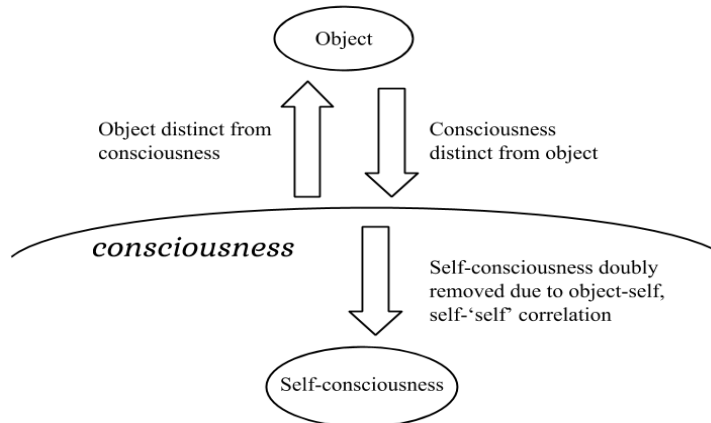 Object
Object distinct from
consciousness
Consciousness
distinct from object
consciousness
Self-consciousness doubly
removed due to object-self,
self-‘self’ correlation
Self-consciousness